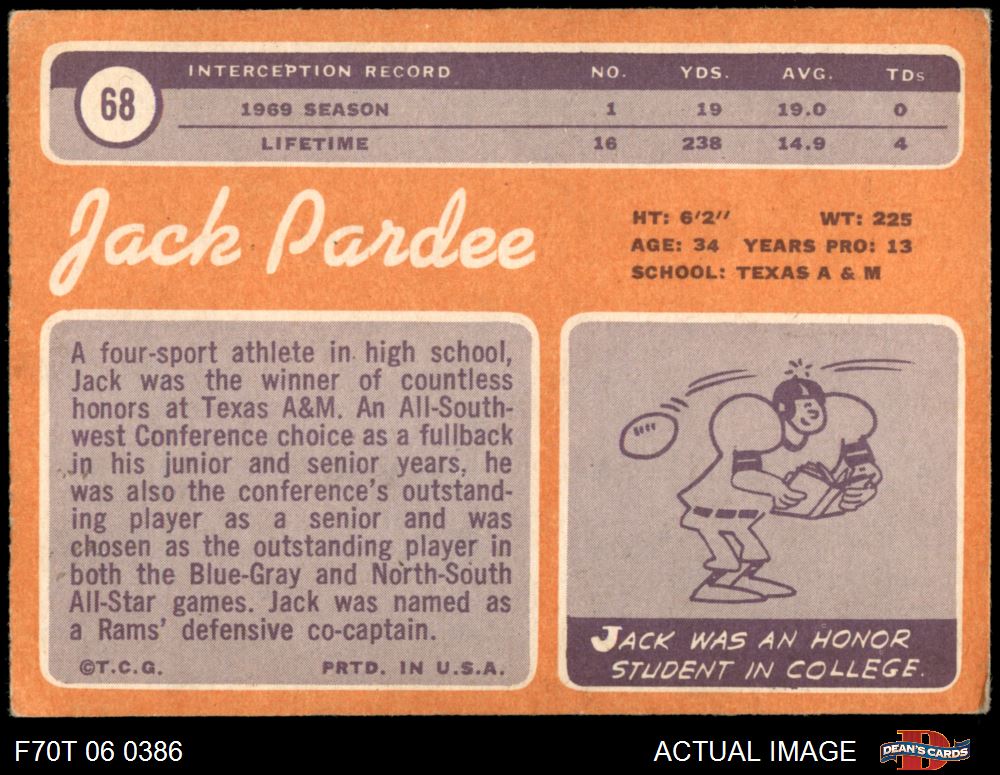 68
INTERCEPTION RECORD NO. YDS. AVG. TDs
1969 SEASON 1 19 19.0 0
LIFETIME 16 238 14.9 4
Jack Pardee
HT: 6'2" WT: 225
AGE: 34 YEARS PRO: 13
SCHOOL: TEXAS A & M
A four-sport athlete in high school,
Jack was the winner of countless
honors at Texas A&M. An All-South-
west Conference choice as a fullback
in his junior and senior years, he
was also the conference's outstand-
ing player as a senior and was
chosen as the outstanding player in
both the Blue-Gray and North-South
All-Star games. Jack was named as
a Rams' defensive co-captain.
©T.C.G. PRTD. IN U.S.A.
JACK WAS AN HONOR
STUDENT IN COLLEGE.
F70T 06 0386
ACTUAL IMAGE
DEAN'S CARDS